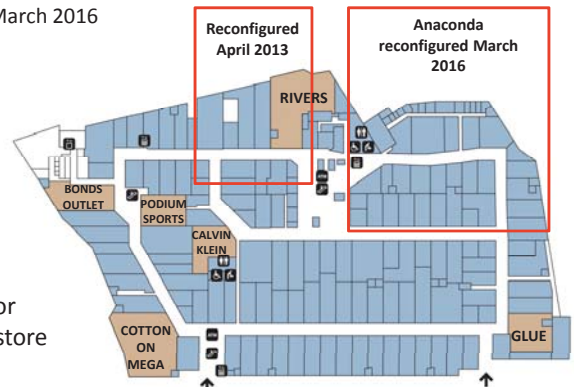 March 2016
Reconfigured
April 2013
Anaconda
reconfigured March
2016
RIVERS
BONDS
OUTLET
PODIUM
SPORTS
CALVIN
KLEIN
COTTON
ON
MEGA
GLUE
or
store